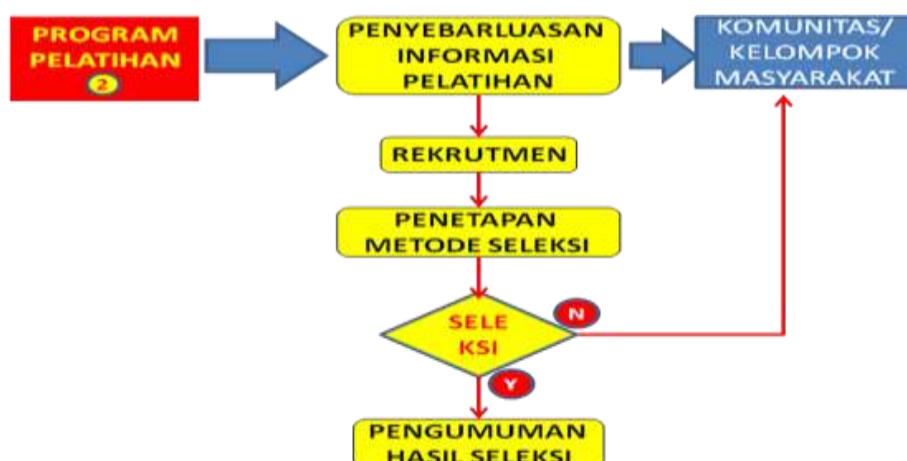 PROGRAM
PELATIHAN
2
PENYEBARLUASAN
INFORMASI
PELATIHAN
KOMUNITAS/
KELOMPOK
MASYARAKAT
REKRUTMEN
PENETAPAN
METODE SELEKSI
SELE
KSI
N
Y
PENGUMUMAN
HASIL SELEKSI